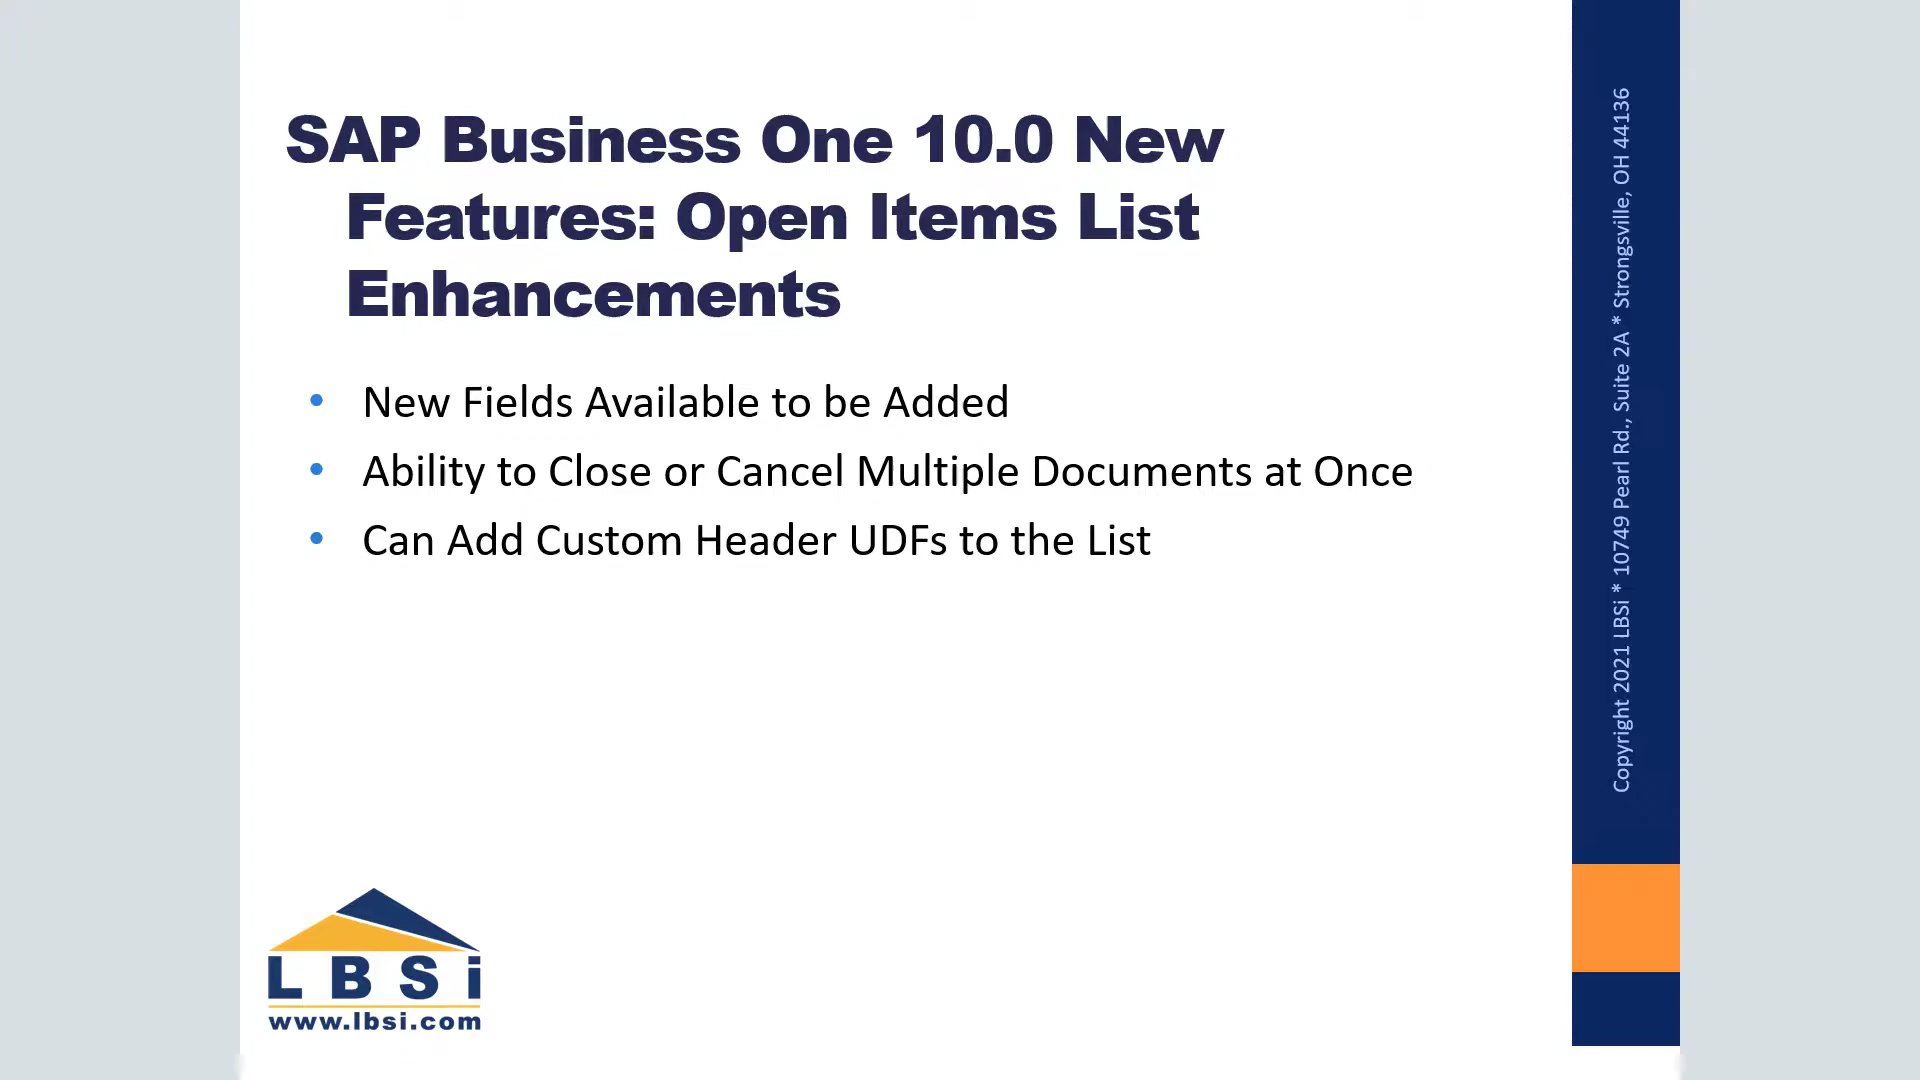 SAP Business One 10.0 New
Features: Open Items List
Enhancements
• New Fields Available to be Added
• Ability to Close or Cancel Multiple Documents at Once
• Can Add Custom Header UDFs to the List
LBSi
www.lbsi.com
Copyright 2021 LBSi * 10749 Pearl Rd., Suite 2A * Strongsville, OH 44136